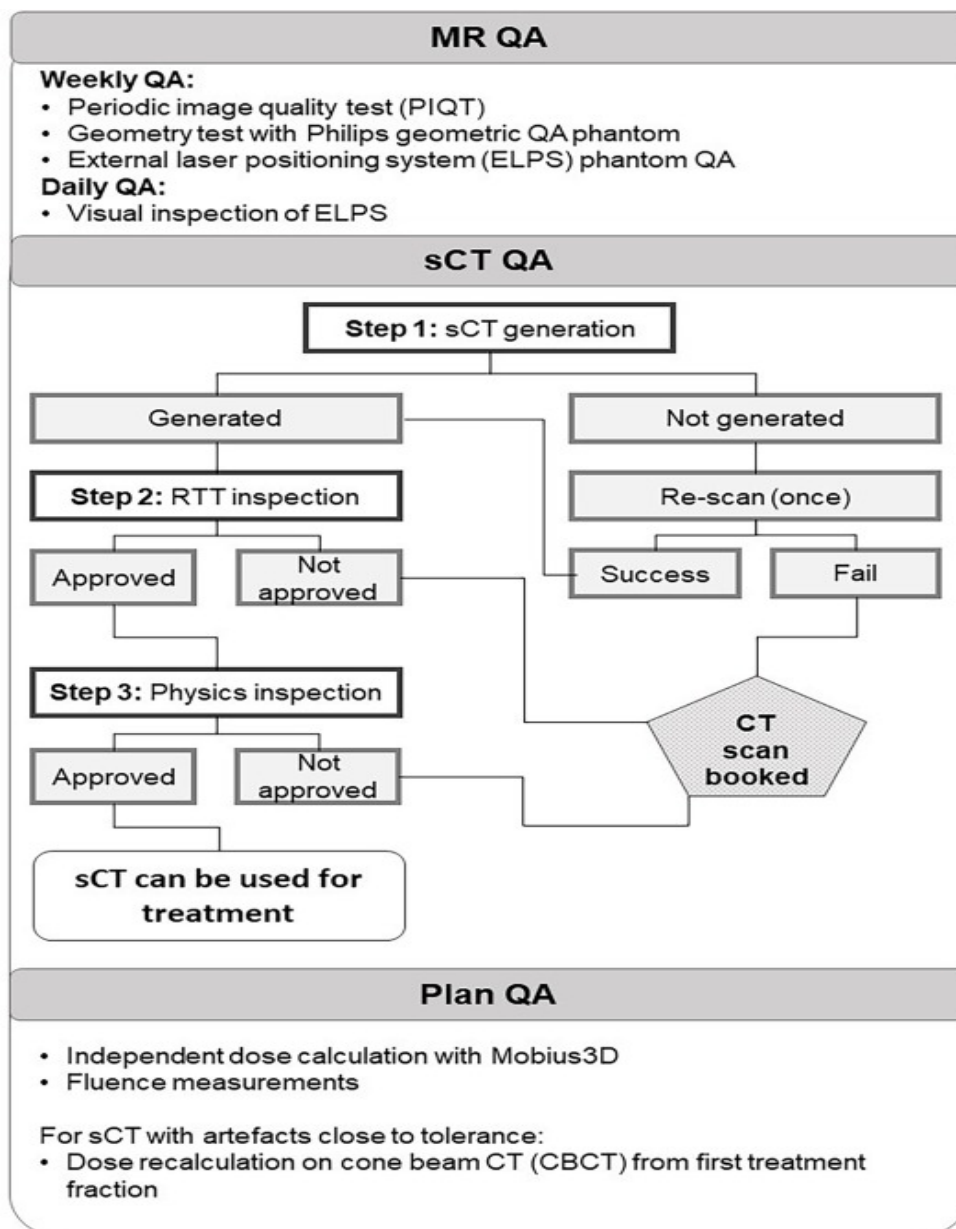 MR QA
Weekly QA:
• Periodic image quality test (PIQT)
• Geometry test with Philips geometric QA phantom
• External laser positioning system (ELPS) phantom QA
Daily QA:
• Visual inspection of ELPS
sCT QA
Step 1: sCT generation
Generated
Not generated
Step 2: RTT inspection
Re-scan (once)
Approved
Not
approved
Success
Fail
Step 3: Physics inspection
CT
scan
booked
Approved
Not
approved
sCT can be used for
treatment
Plan QA
• Independent dose calculation with Mobius3D
• Fluence measurements
For sCT with artefacts close to tolerance:
• Dose recalculation on cone beam CT (CBCT) from first treatment
fraction